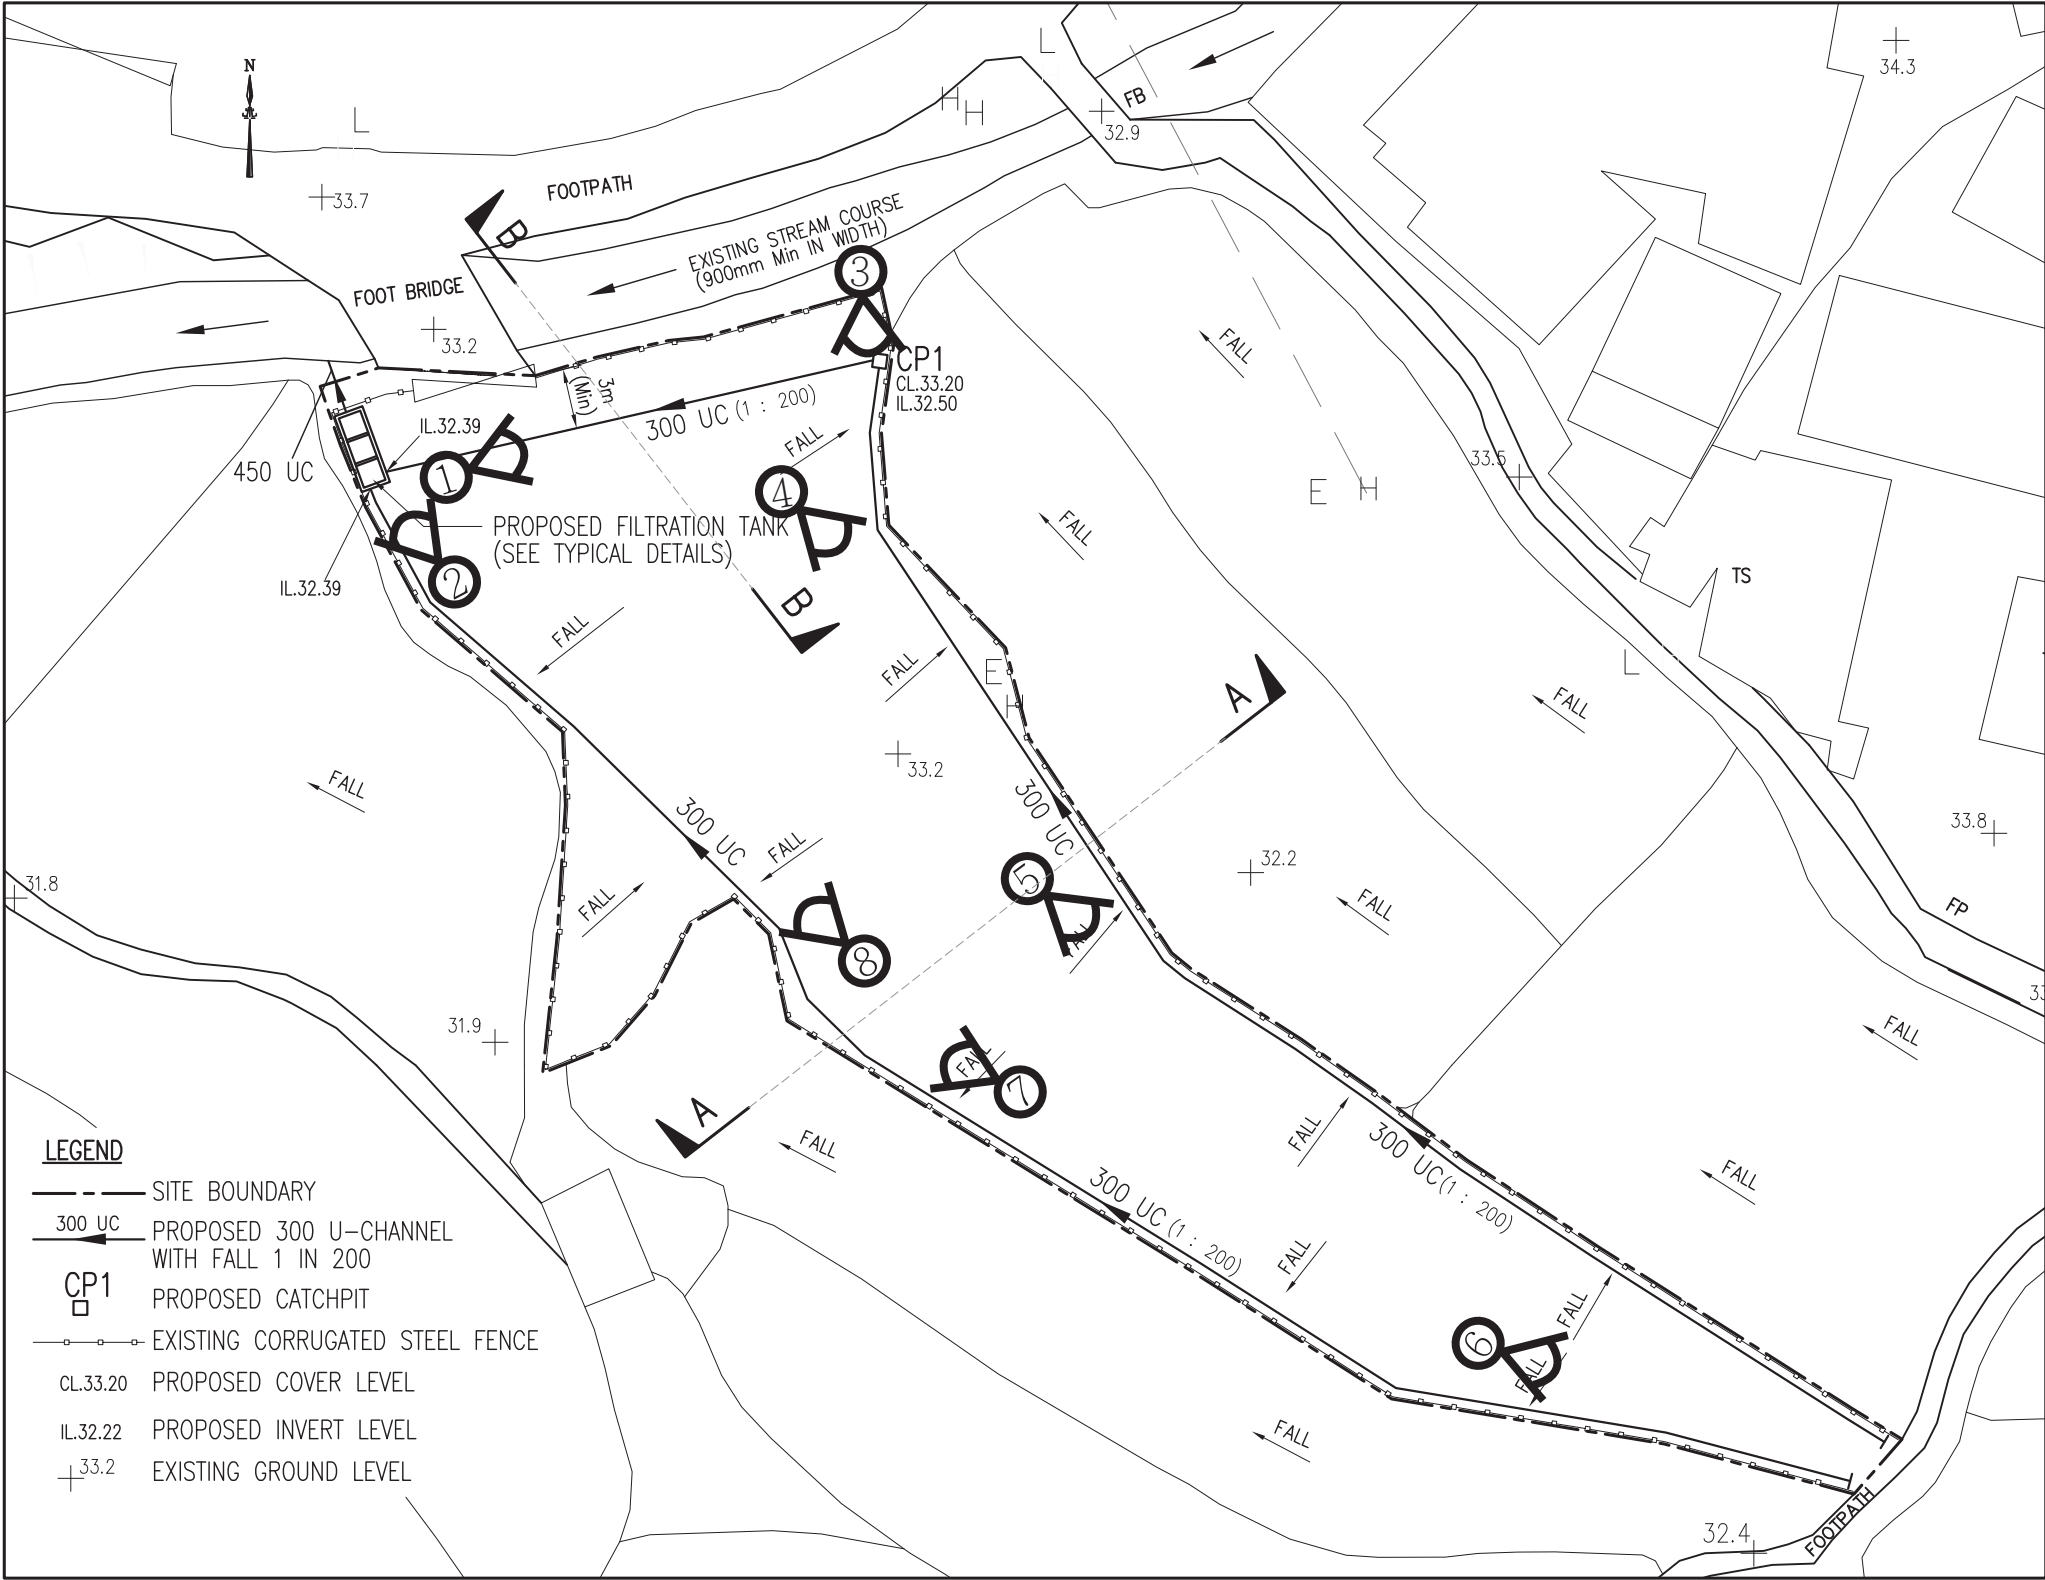 N
L
L
H
H
FB
32.9
34.3
33.7
FOOTPATH
B
EXISTING STREAM COURSE
(900mm Min IN WIDTH)
3
FOOT BRIDGE
33.2
FALL
CP1
CL.33.20
IL.32.50
3m
(Min)
300 UC (1 : 200)
FALL
IL.32.39
450 UC
1
4
33.5
E
H
PROPOSED FILTRATION TANK
(SEE TYPICAL DETAILS)
FALL
2
IL.32.39
TS
B
FALL
FALL
E
H
L
A
FALL
33.2
FALL
300 UC
300 UC
FALL
33.8
32.2
5
31.8
FALL
FALL
FP
FALL
8
33
31.9
FALL
FALL
7
A
FALL
FALL
300 UC (1 : 200)
FALL
300 UC (1 : 200)
FALL
FALL
6
FALL
FALL
32.4
FOOTPATH
LEGEND
SITE BOUNDARY
300 UC
PROPOSED 300 U-CHANNEL
WITH FALL 1 IN 200
CP1
PROPOSED CATCHPIT
EXISTING CORRUGATED STEEL FENCE
CL.33.20 PROPOSED COVER LEVEL
IL.32.22 PROPOSED INVERT LEVEL
33.2 EXISTING GROUND LEVEL